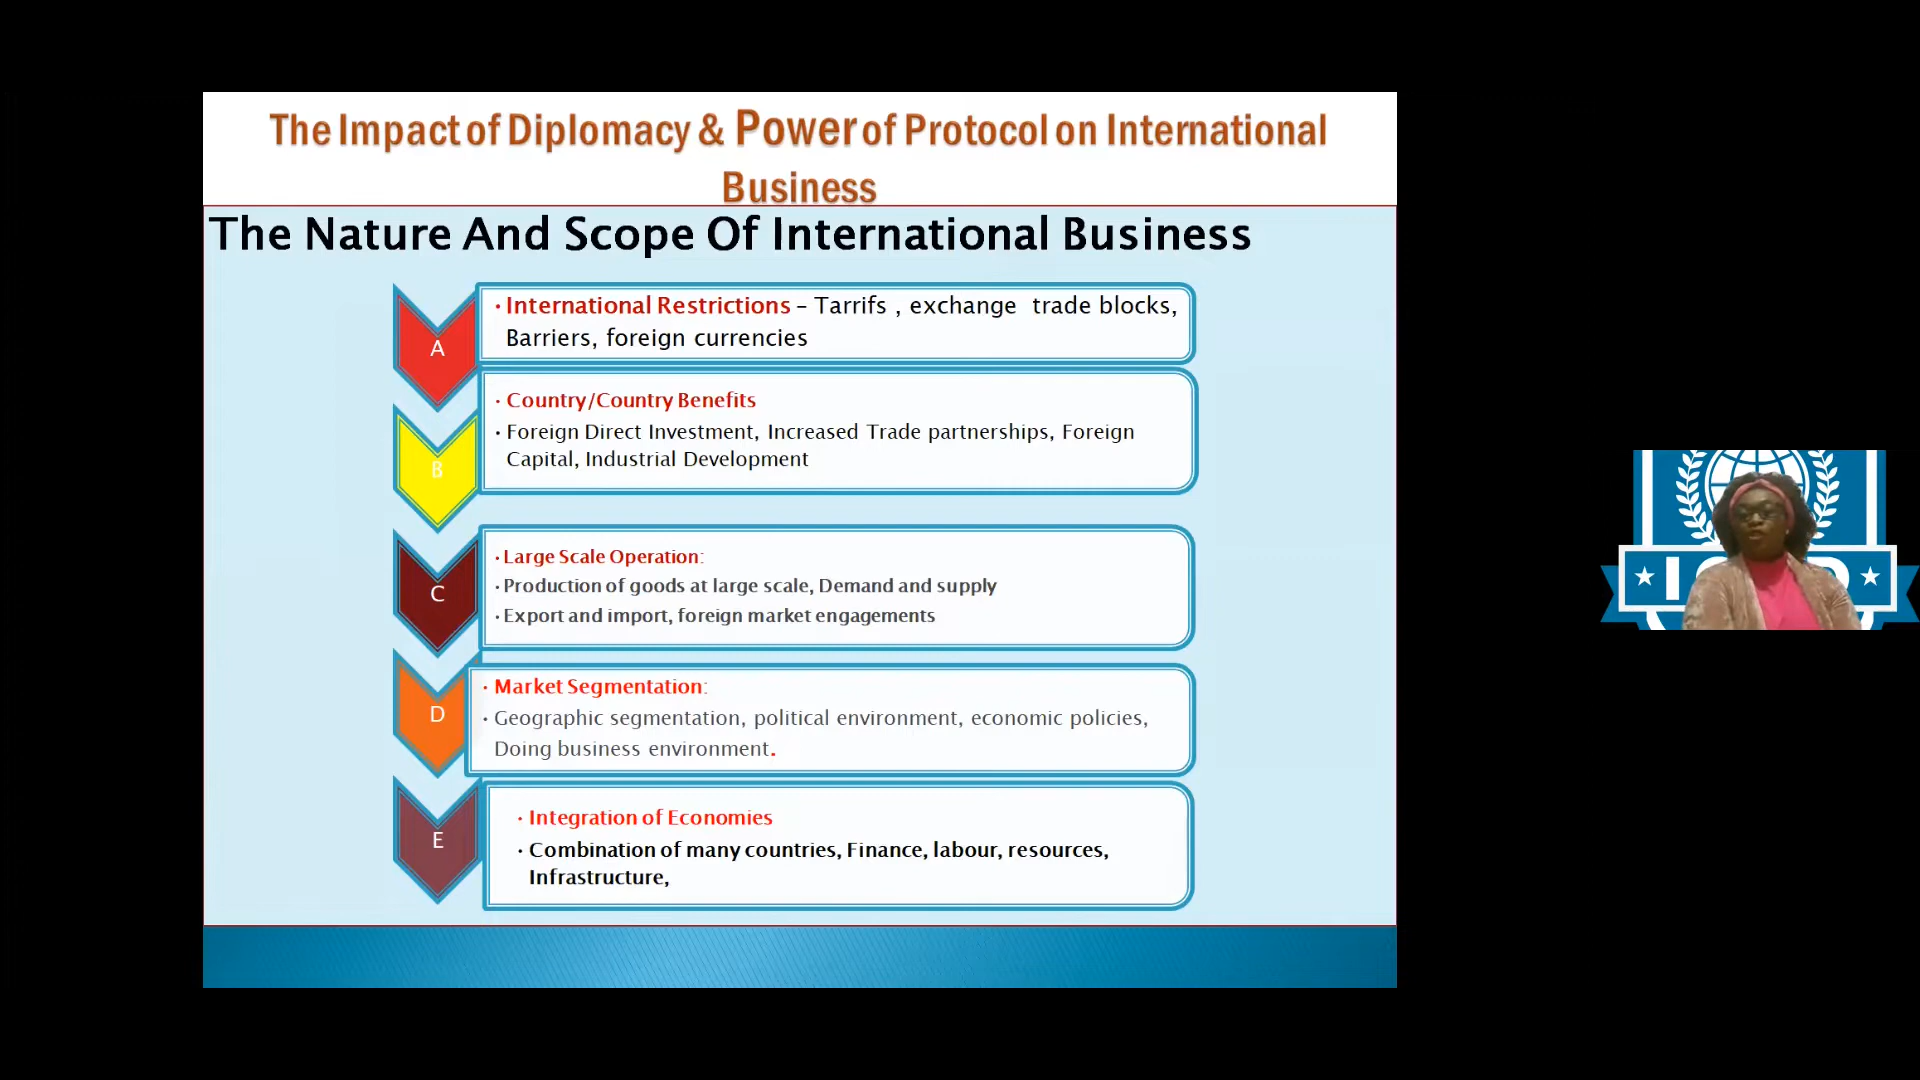 The Impact of Diplomacy & Power of Protocol on International
Business
The Nature And Scope Of International Business
A
• International Restrictions – Tarrifs , exchange trade blocks,
Barriers, foreign currencies
B
• Country/Country Benefits
• Foreign Direct Investment, Increased Trade partnerships, Foreign
Capital, Industrial Development
C
• Large Scale Operation:
• Production of goods at large scale, Demand and supply
• Export and import, foreign market engagements
D
• Market Segmentation:
• Geographic segmentation, political environment, economic policies,
Doing business environment.
E
• Integration of Economies
• Combination of many countries, Finance, labour, resources,
Infrastructure,